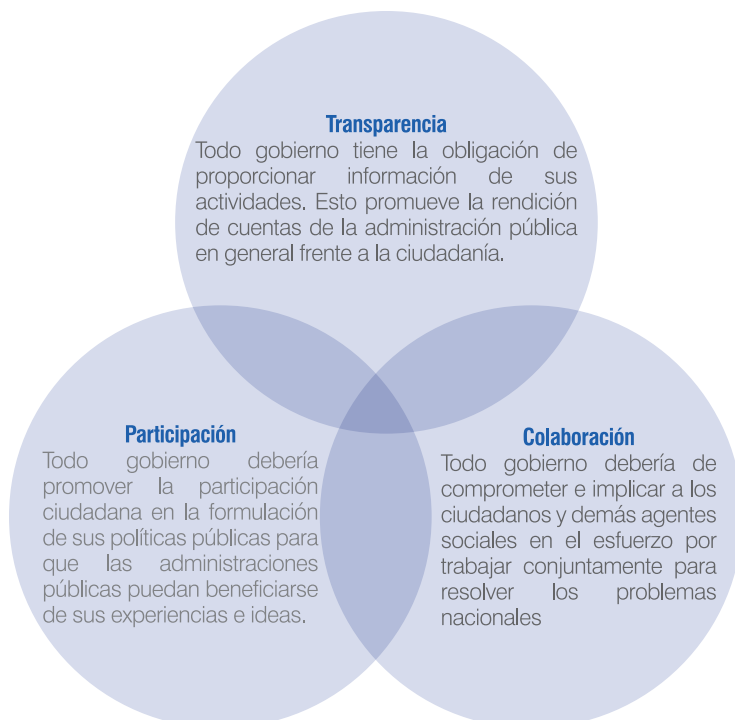 Transparencia
Todo gobierno tiene la obligación de
proporcionar información de sus
actividades. Esto promueve la rendición
de cuentas de la administración pública
en general frente a la ciudadanía.
Participación
Todo gobierno debería
promover la participación
ciudadana en la formulación
de sus políticas públicas para
que las administraciones
públicas puedan beneficiarse
de sus experiencias e ideas.
Colaboración
Todo gobierno debería de
comprometer e implicar a los
ciudadanos y demás agentes
sociales en el esfuerzo por
trabajar conjuntamente para
resolver los problemas
nacionales